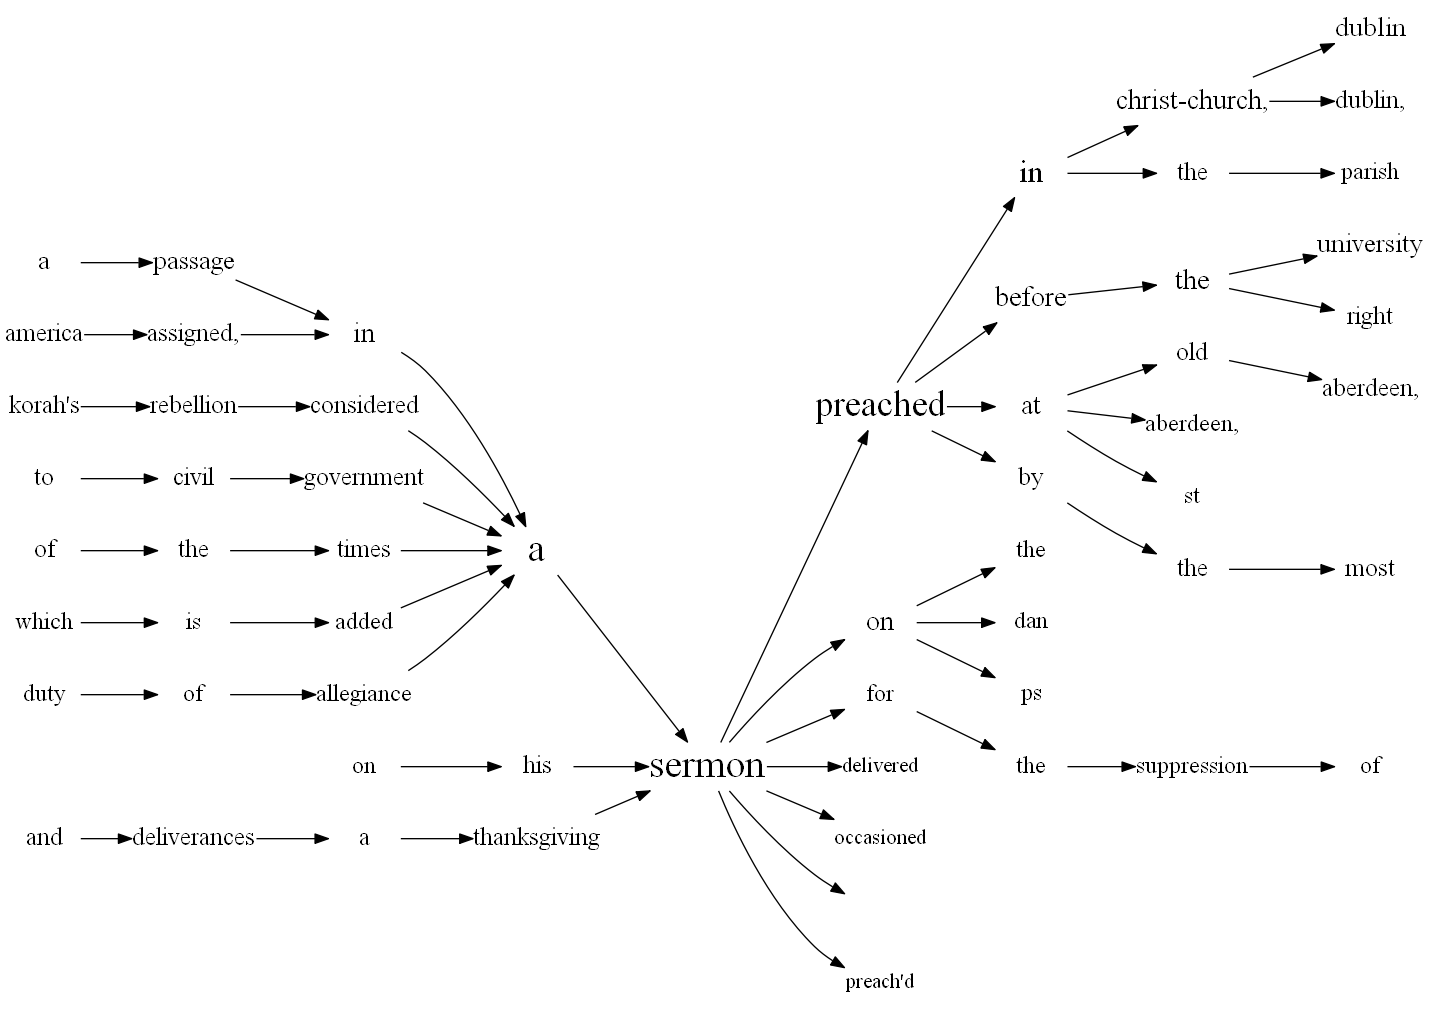 dublin
christ-church, dublin,
in the parish
university
a passage before the
america assigned, in right
old
korah's rebellion considered preached at aberdeen,
aberdeen,
to civil government by
st
of the times a the
the most
which is added on dan
duty of allegiance for ps
on his sermon delivered the suppression of
and deliverances a thanksgiving occasioned
preach'd